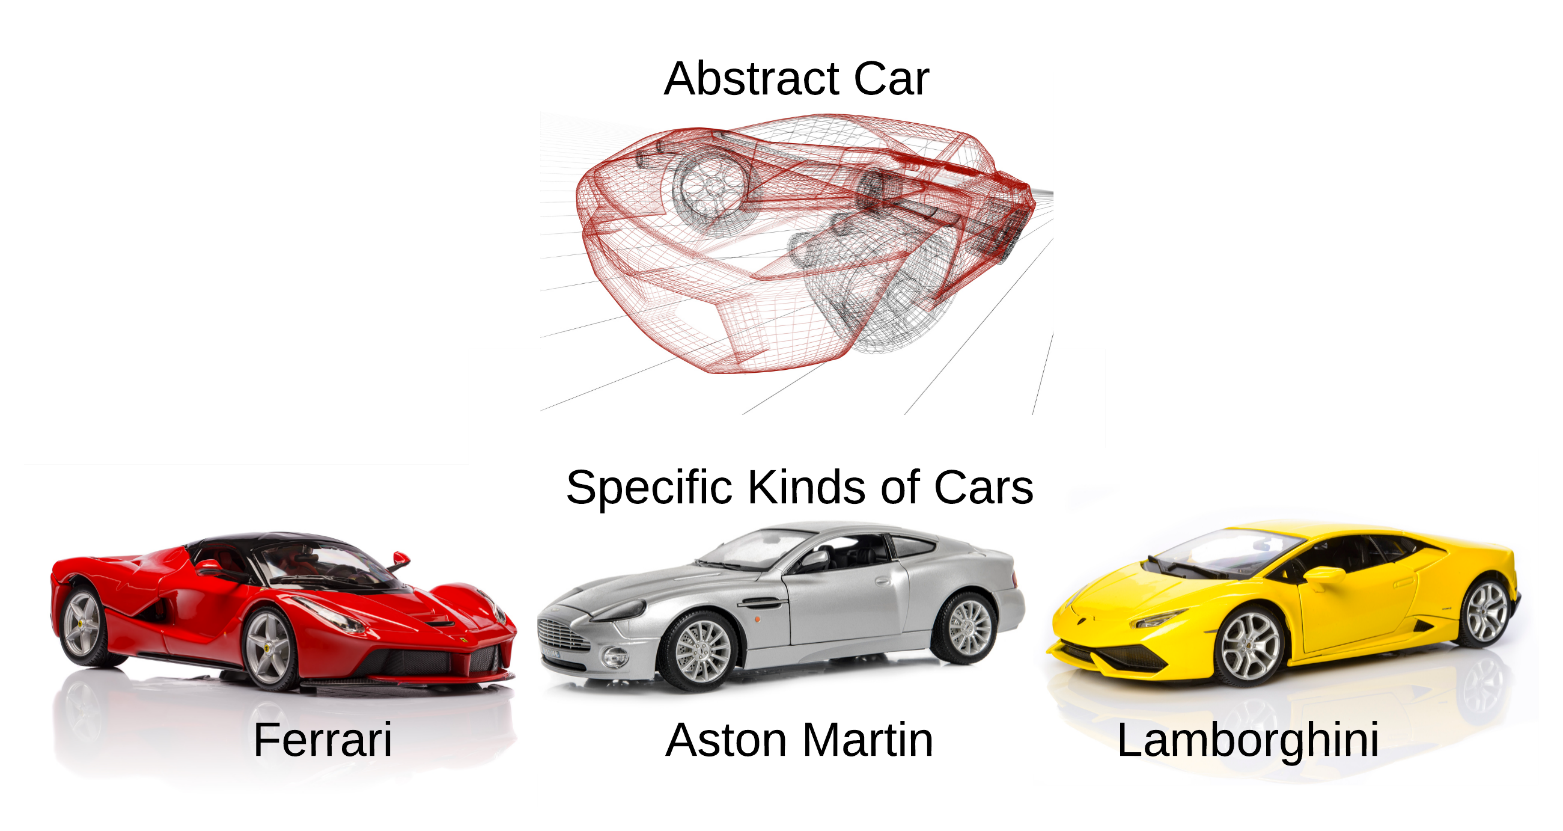 Abstract Car
Specific Kinds of Cars
Ferrari
Aston Martin
Lamborghini